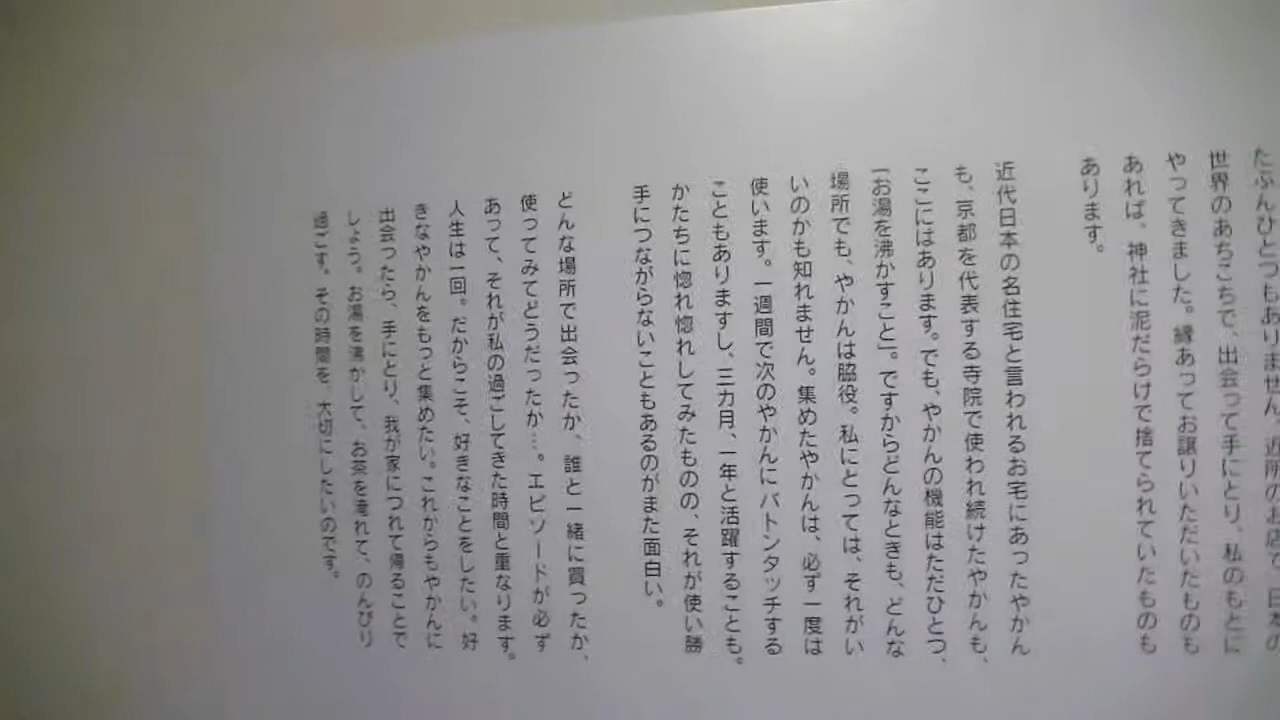 たぶんひとつもありません。近所のお店で、日本の
世界のあちこちで、出会って手にとり、私のもとに
やってきました。縁あってお譲りいただいたものも
あれば、神社に泥だらけで捨てられていたものも
あります。
近代日本の名住宅と言われるお宅にあったやかん
も、京都を代表する寺院で使われ続けたやかんも、
ここにはあります。でも、やかんの機能はただひとつ、
「お湯を沸かすこと」。ですからどんなときも、どんな
場所でも、やかんは脇役。私にとっては、それがい
いのかも知れません。集めたやかんは、必ず一度は
使います。一週間で次のやかんにバトンタッチする
こともありますし、三カ月、一年と活躍することも。
かたちに惚れ惚れしてみたものの、それが使い勝
手につながらないこともあるのがまた面白い。
どんな場所で出会ったか、誰と一緒に買ったか、
使ってみてどうだったか…。エピソードが必ず
あって、それが私の過ごしてきた時間と重なります。
人生は一回。だからこそ、好きなことをしたい。好
きなやかんをもっと集めたい。これからもやかんに
出会ったら、手にとり、我が家につれて帰ることで
しょう。お湯を沸かして、お茶を淹れて、のんびり
過ごす。その時間を、大切にしたいのです。